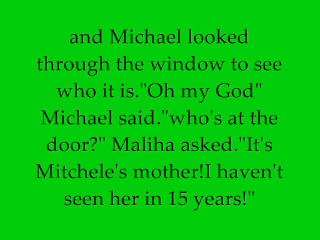 and Michael looked
through the window to see
who it is."Oh my God"
Michael said."who's at the
door?" Maliha asked."It's
Mitchele's mother!I haven't
seen her in 15 years!"